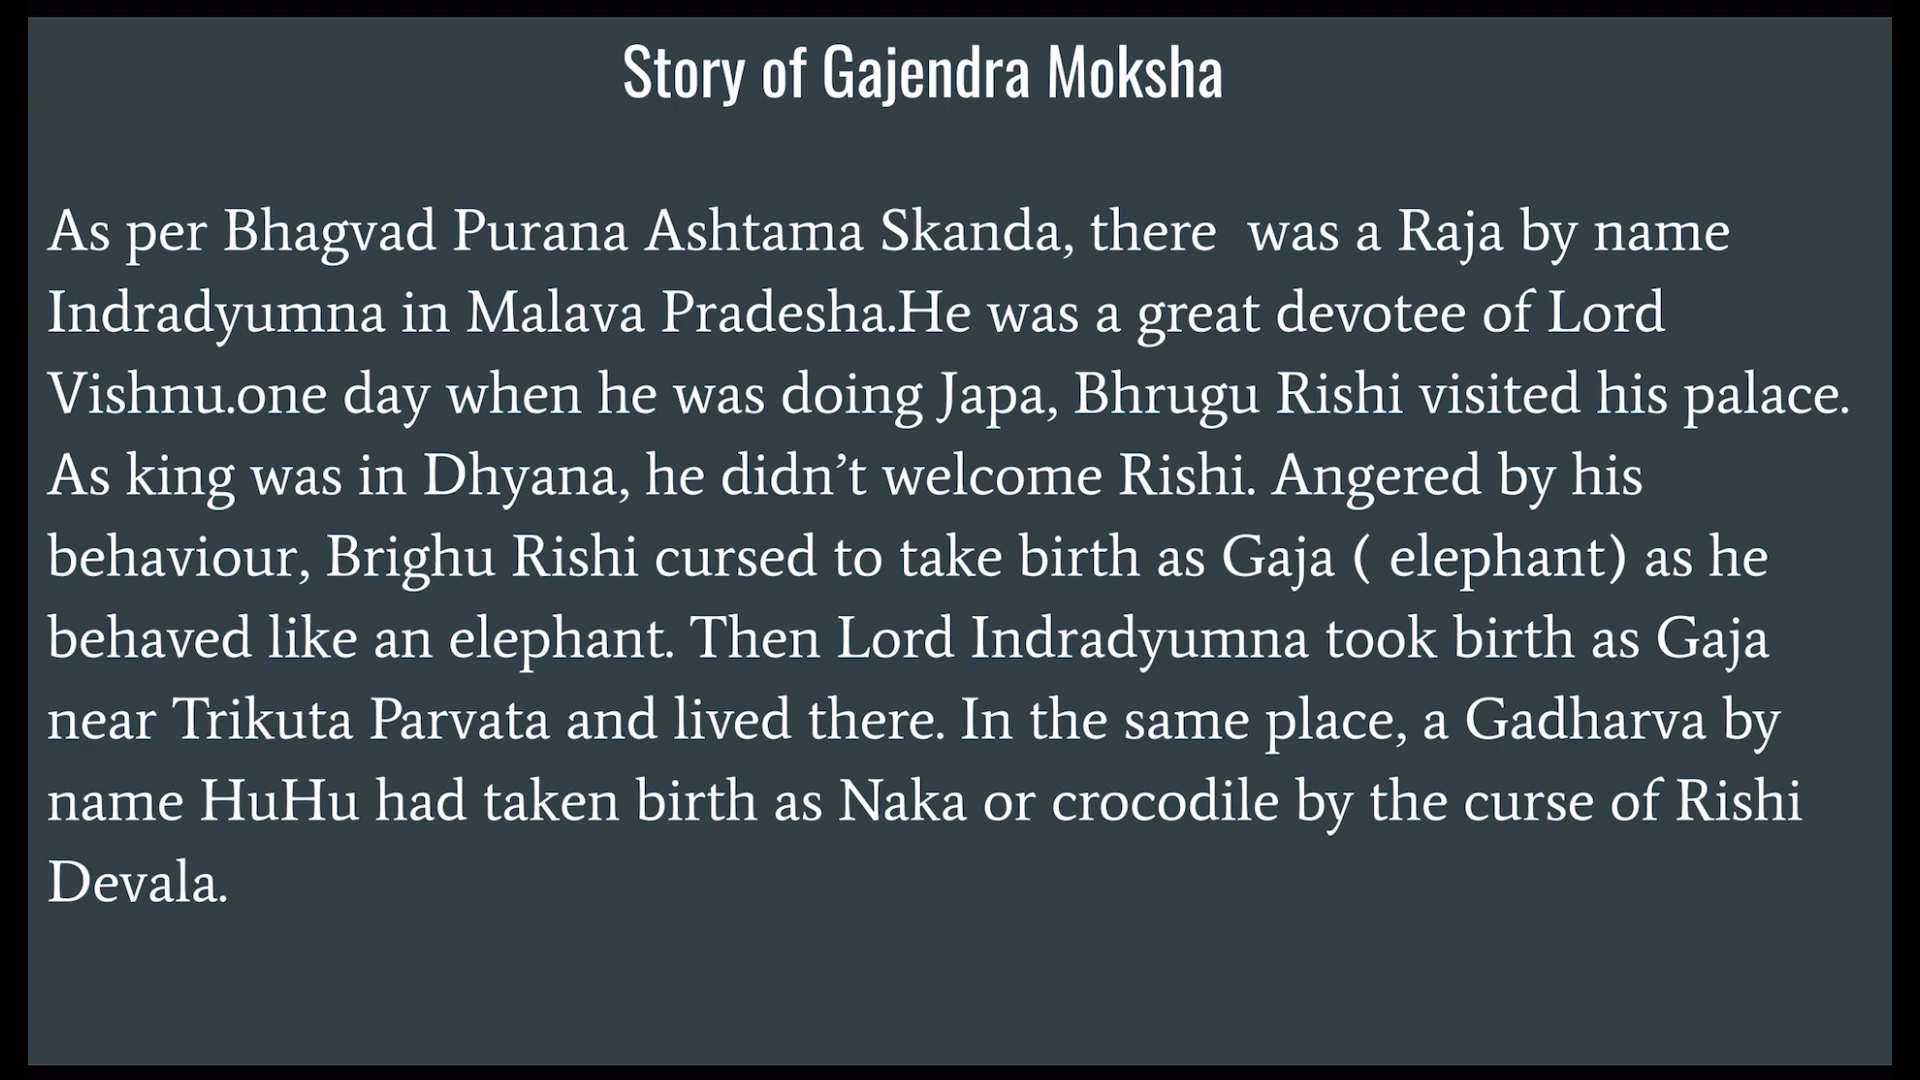 Story of Gajendra Moksha
As per Bhagvad Purana Ashtama Skanda, there  was a Raja by name
Indradyumna in Malava Pradesha.He was a great devotee of Lord
Vishnu.one day when he was doing Japa, Bhrugu Rishi visited his palace.
As king was in Dhyana, he didn’t welcome Rishi. Angered by his
behaviour, Brighu Rishi cursed to take birth as Gaja ( elephant) as he
behaved like an elephant. Then Lord Indradyumna took birth as Gaja
near Trikuta Parvata and lived there. In the same place, a Gadharva by
name HuHu had taken birth as Naka or crocodile by the curse of Rishi
Devala.